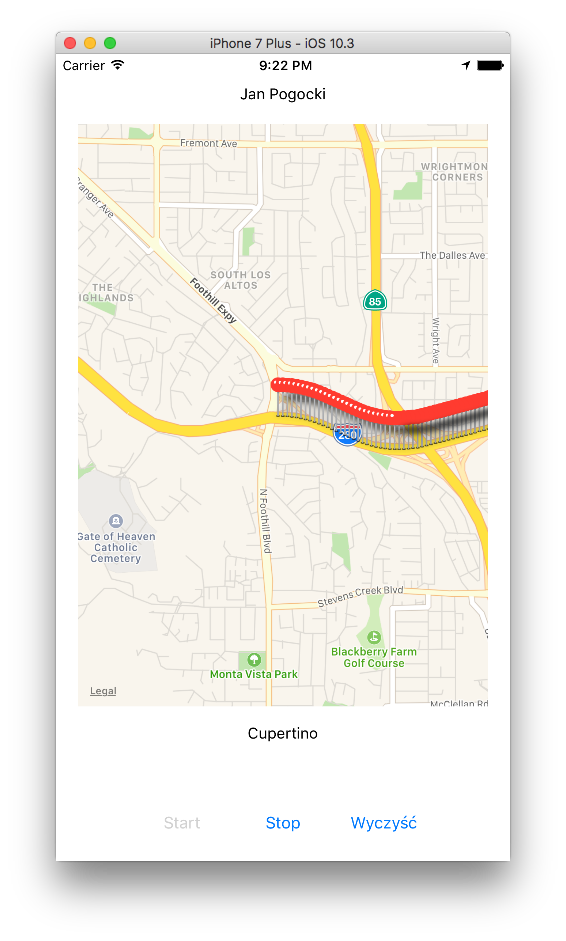 iPhone 7 Plus - iOS 10.3
Carrier
9:22 PM
Jan Pogocki
Fremont Ave
WRIGHTMON
CORNERS
Granger Ave
The Dalles Ave
SOUTH LOS
ALTOS
THE
IGHLANDS
Foothill Expy
85
Wright Ave
280
N Foothill Blvd
Gate of Heaven
Catholic
Cemetery
Stevens Creek Blvd
Blackberry Farm
Golf Course
Monta Vista Park
Legal
McClellan Rd
Cupertino
Start
Stop
Wyczyść